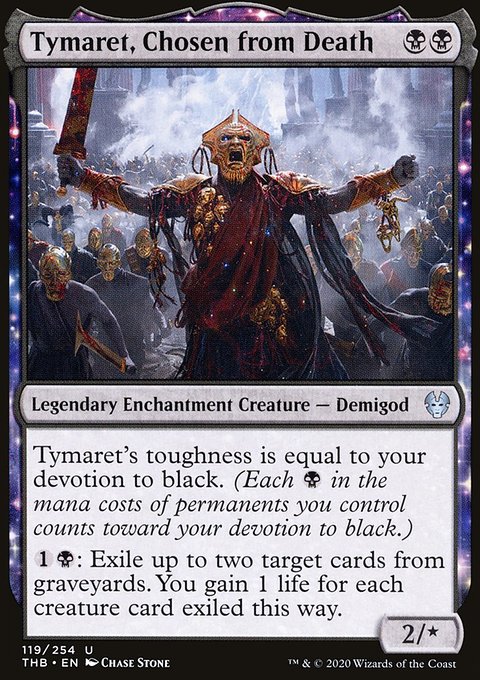 Tymaret, Chosen from Death
Legendary Enchantment Creature — Demigod
Tymaret's toughness is equal to your
devotion to black. (Each in the
mana costs of permanents you control
counts toward your devotion to black.)
1 : Exile up to two target cards from
graveyards. You gain 1 life for each
creature card exiled this way.
2/*
119/254 U
THB • EN Chase Stone
™ & © 2020 Wizards of the Coast